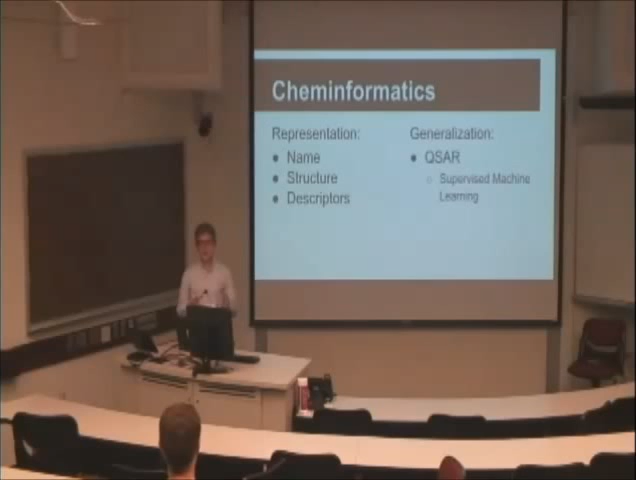 Cheminformatics
Representation:
● Name
● Structure
● Descriptors
Generalization:
● QSAR
○ Supervised Machine
Learning